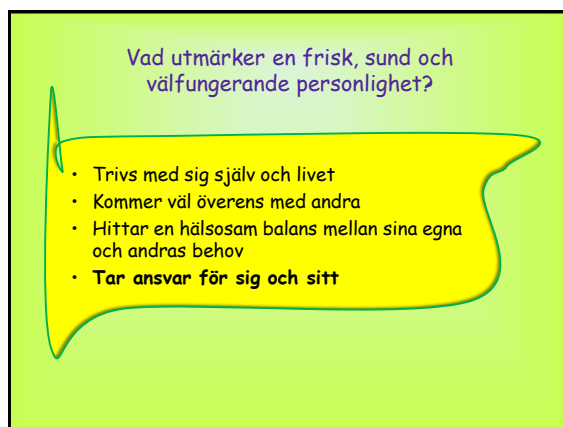 Vad utmärker en frisk, sund och
välfungerande personlighet?
• Trivs med sig själv och livet
• Kommer väl överens med andra
• Hittar en hälsosam balans mellan sina egna
och andras behov
• Tar ansvar för sig och sitt